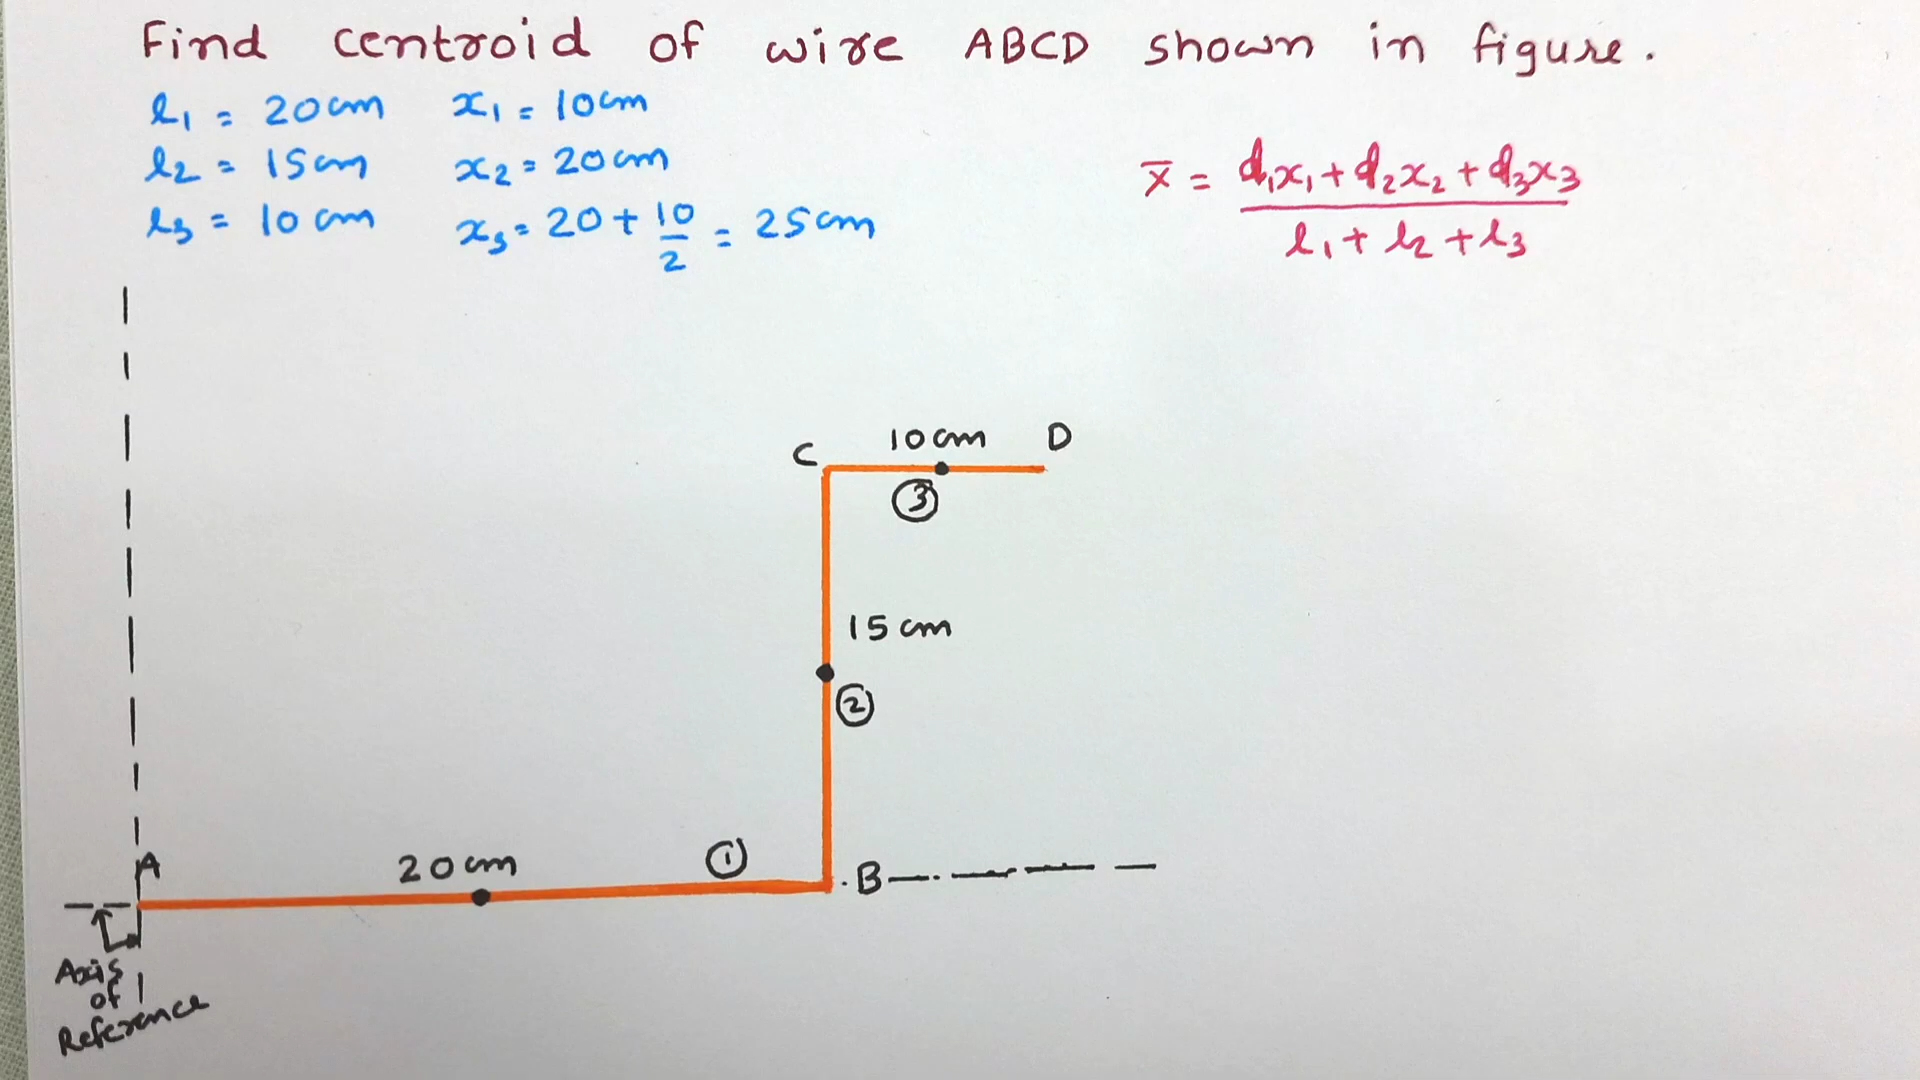 Find centroid of wire ABCD shown in figure.
l₁ = 20cm x₁ = 10cm
l₂ = 15cm x₂ = 20cm
l₃ = 10cm x₃ = 20 + 10/2 = 25cm
x̄ = l₁x₁ + l₂x₂ + l₃x₃ / l₁ + l₂ + l₃
C 10cm D
③
15cm
②
A 20cm ① B
Axis
of
Reference